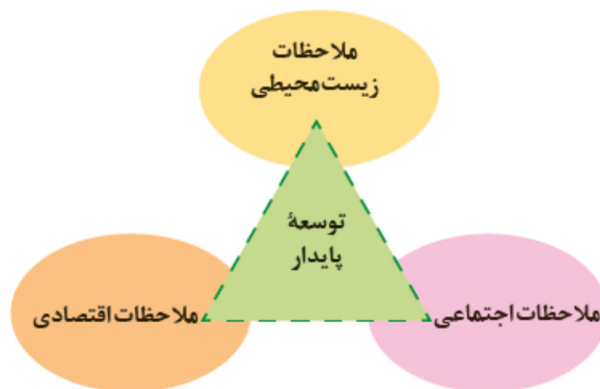 ملاحظات
زیست‌محیطی
توسعهٔ
پایدار
ملاحظات اجتماعی
ملاحظات اقتصادی